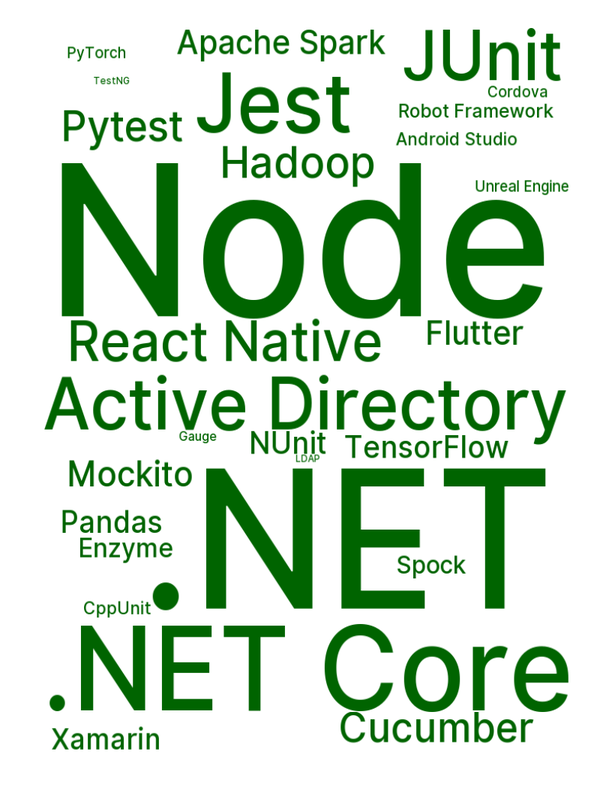 Apache Spark
JUnit
PyTorch
TestNG
Jest
Cordova
Robot Framework
Pytest
Android Studio
Hadoop
Unreal Engine
Node
React Native
Flutter
Active Directory
Gauge
NUnit
TensorFlow
LDAP
Mockito
.NET
Pandas
Enzyme
Spock
CppUnit
.NET Core
Cucumber
Xamarin